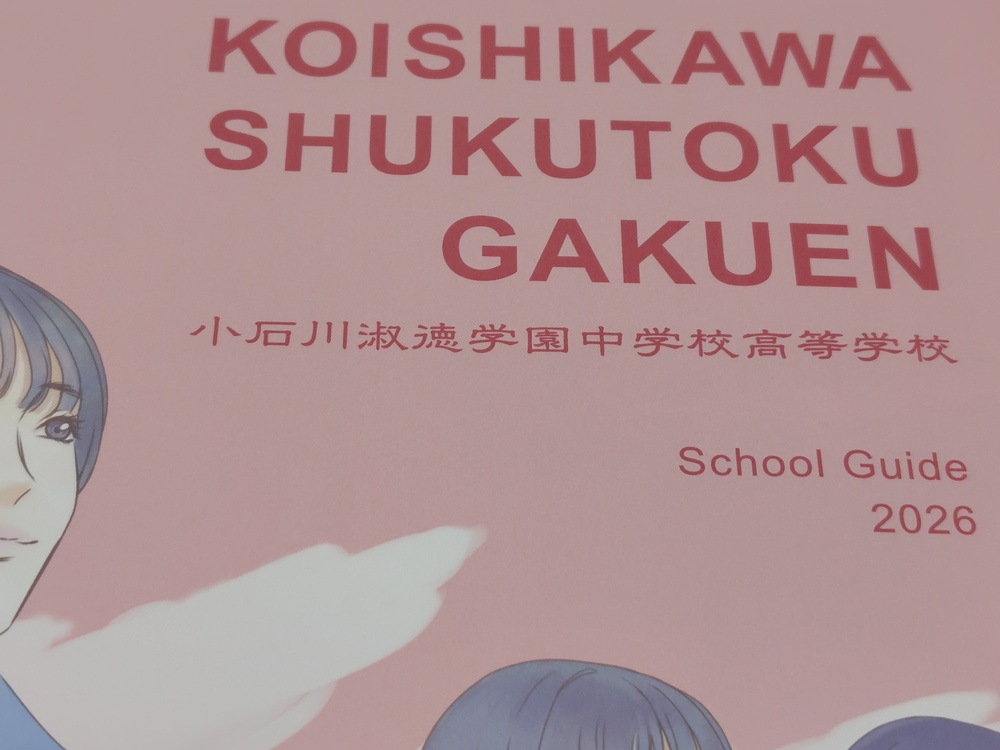 KOISHIKAWA
SHUKUTOKU
GAKUEN
小石川淑徳学園中学校高等学校
School Guide
2026